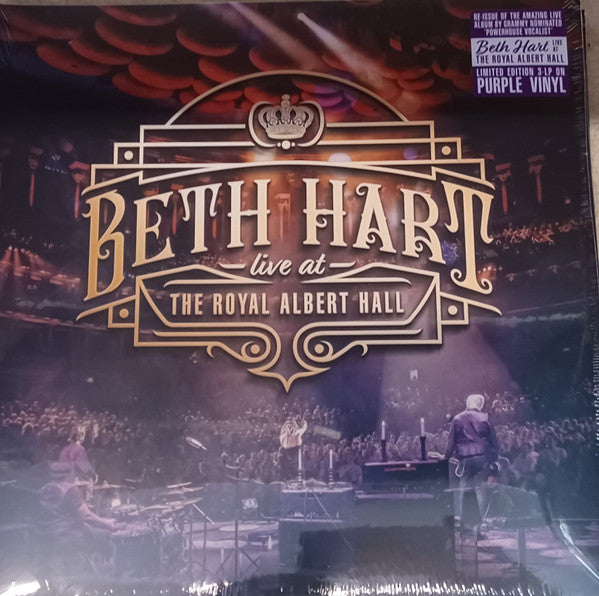 RE-ISSUE OF THE AMAZING LIVE
ALBUM BY GRAMMY NOMINATED
'POWERHOUSE VOCALIST'
Beth Hart LIVE AT
THE ROYAL ALBERT HALL
LIMITED EDITION 3-LP ON
PURPLE VINYL
BETH HART
live at
THE ROYAL ALBERT HALL